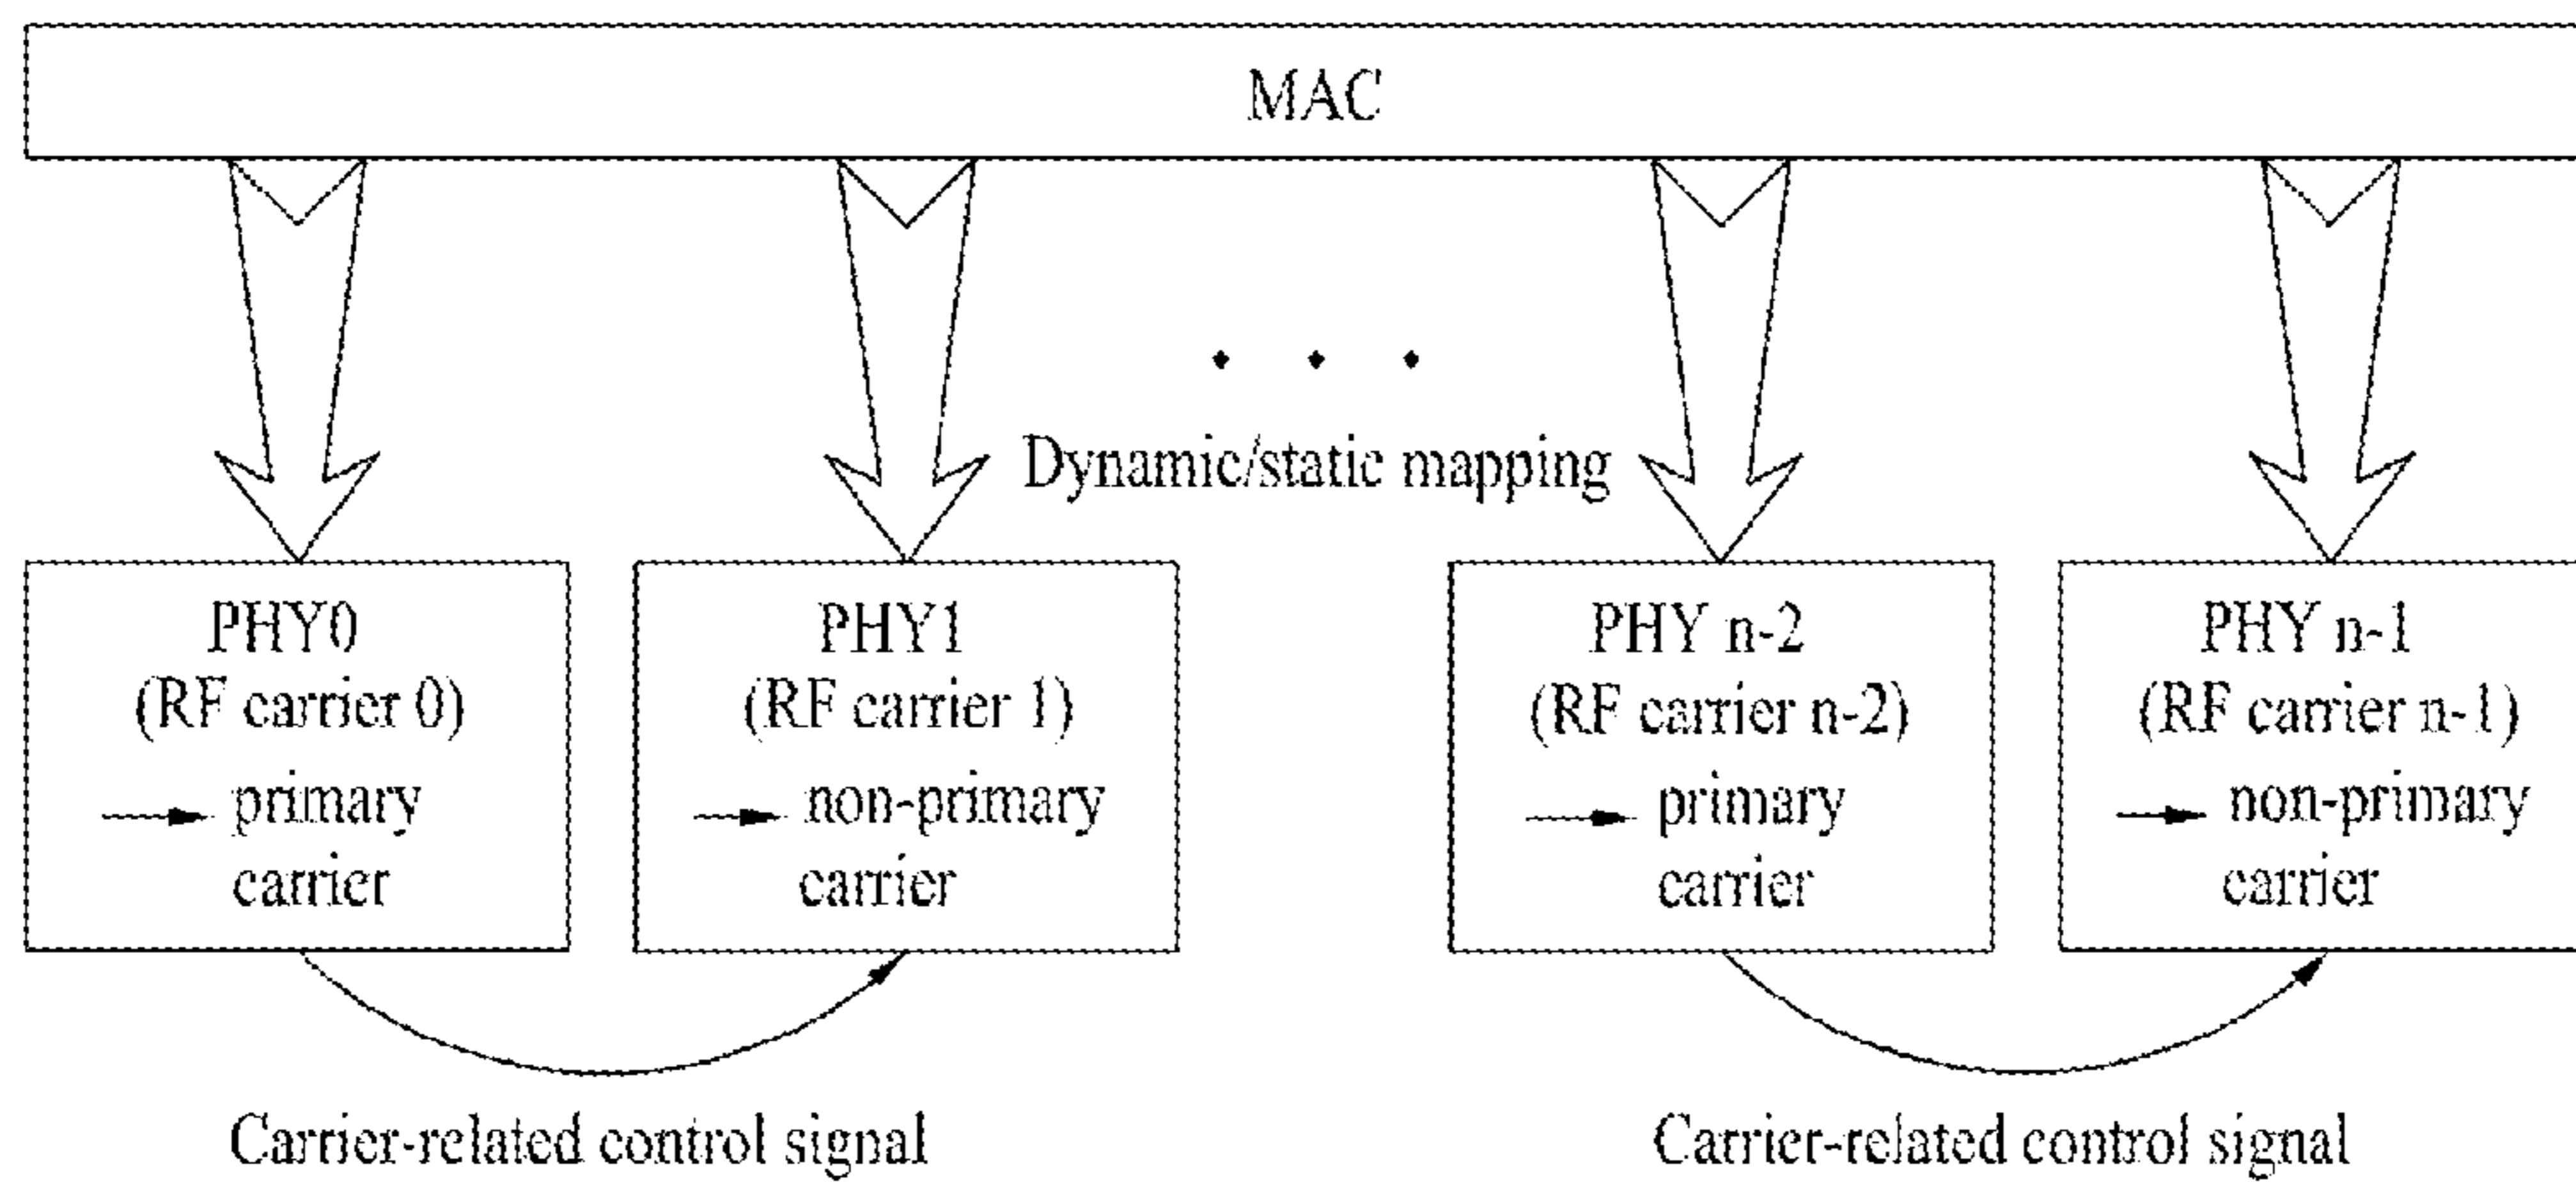 MAC
Dynamic/static mapping
PHY0
(RF carrier 0)
primary
carrier
PHY1
(RF carrier 1)
non-primary
carrier
PHY n-2
(RF carrier n-2)
primary
carrier
PHY n-1
(RF carrier n-1)
non-primary
carrier
Carrier-related control signal
Carrier-related control signal